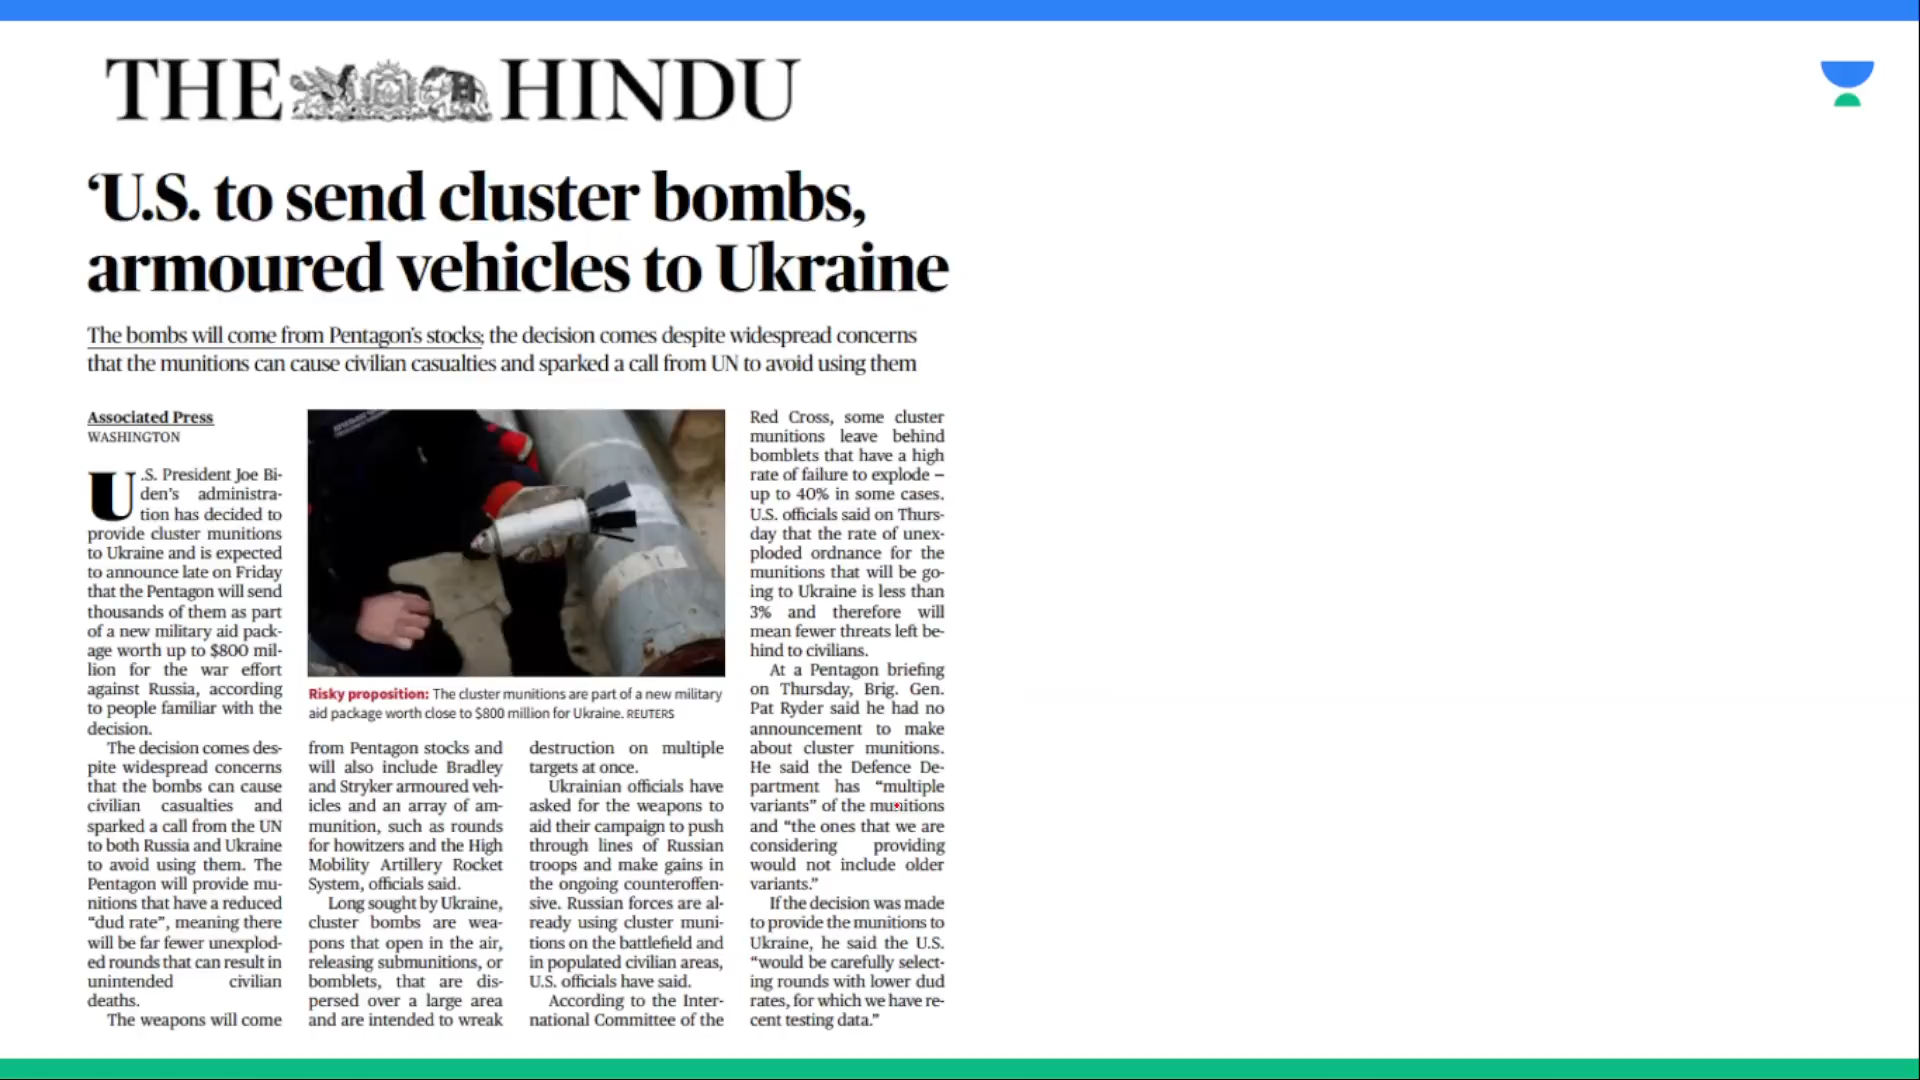 THE HINDU
‘U.S. to send cluster bombs,
armoured vehicles to Ukraine
The bombs will come from Pentagon’s stocks; the decision comes despite widespread concerns
that the munitions can cause civilian casualties and sparked a call from UN to avoid using them
Associated Press
WASHINGTON
U.S. President Joe Bi-
den’s administra-
tion has decided to
provide cluster munitions
to Ukraine and is expected
to announce late on Friday
that the Pentagon will send
thousands of them as part
of a new military aid pack-
age worth up to $800 mil-
lion for the war effort
against Russia, according
to people familiar with the
decision.
The decision comes des-
pite widespread concerns
that the bombs can cause
civilian casualties and
sparked a call from the UN
to both Russia and Ukraine
to avoid using them. The
Pentagon will provide mu-
nitions that have a reduced
“dud rate”, meaning there
will be far fewer unexplod-
ed rounds that can result in
unintended civilian
deaths.
The weapons will come
Risky proposition: The cluster munitions are part of a new military
aid package worth close to $800 million for Ukraine. REUTERS
from Pentagon stocks and
will also include Bradley
and Stryker armoured veh-
icles and an array of am-
munition, such as rounds
for howitzers and the High
Mobility Artillery Rocket
System, officials said.
Long sought by Ukraine,
cluster bombs are wea-
pons that open in the air,
releasing submunitions, or
bomblets, that are dis-
persed over a large area
and are intended to wreak
destruction on multiple
targets at once.
Ukrainian officials have
asked for the weapons to
aid their campaign to push
through lines of Russian
troops and make gains in
the ongoing counteroffen-
sive. Russian forces are al-
ready using cluster muni-
tions on the battlefield and
in populated civilian areas,
U.S. officials have said.
According to the Inter-
national Committee of the
Red Cross, some cluster
munitions leave behind
bomblets that have a high
rate of failure to explode –
up to 40% in some cases.
U.S. officials said on Thurs-
day that the rate of unex-
ploded ordnance for the
munitions that will be go-
ing to Ukraine is less than
3% and therefore will
mean fewer threats left be-
hind to civilians.
At a Pentagon briefing
on Thursday, Brig. Gen.
Pat Ryder said he had no
announcement to make
about cluster munitions.
He said the Defence De-
partment has “multiple
variants” of the munitions
and “the ones that we are
considering providing
would not include older
variants.”
If the decision was made
to provide the munitions to
Ukraine, he said the U.S.
“would be carefully select-
ing rounds with lower dud
rates, for which we have re-
cent testing data.”